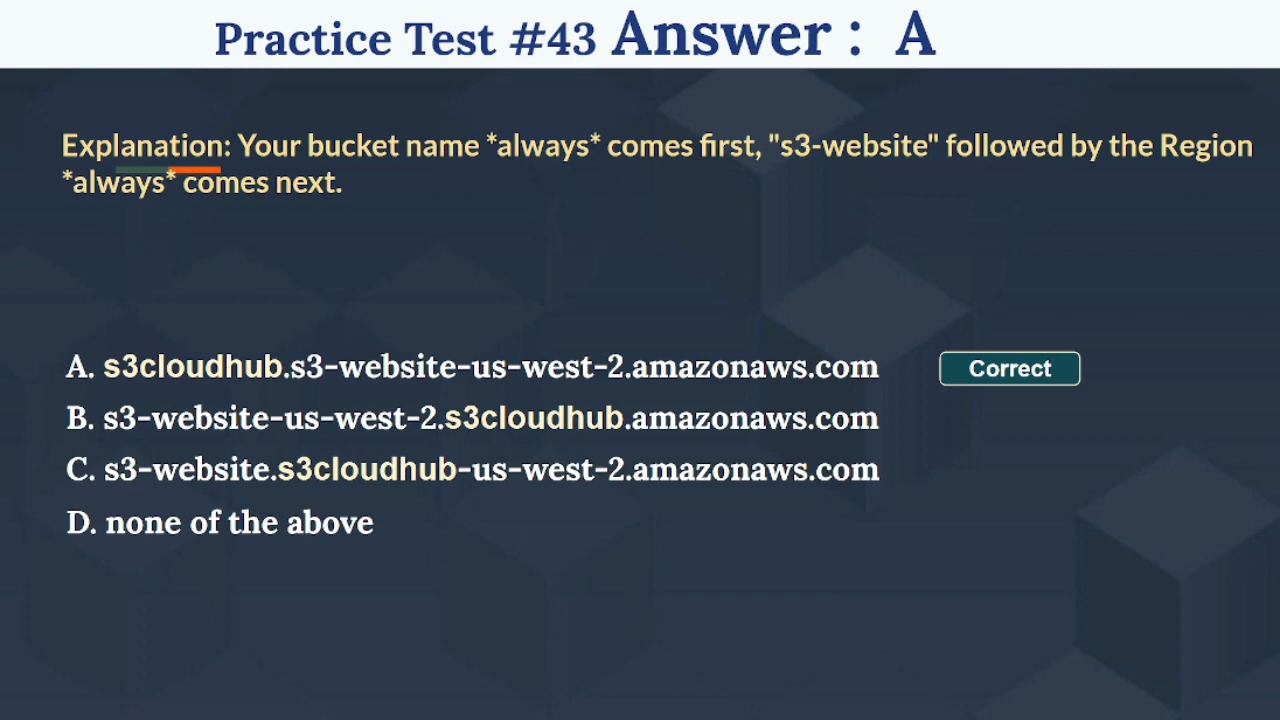 Practice Test #43 Answer : A
Explanation: Your bucket name *always* comes first, "s3-website" followed by the Region
*always* comes next.
A. s3cloudhub.s3-website-us-west-2.amazonaws.com
Correct
B. s3-website-us-west-2.s3cloudhub.amazonaws.com
C. s3-website.s3cloudhub-us-west-2.amazonaws.com
D. none of the above